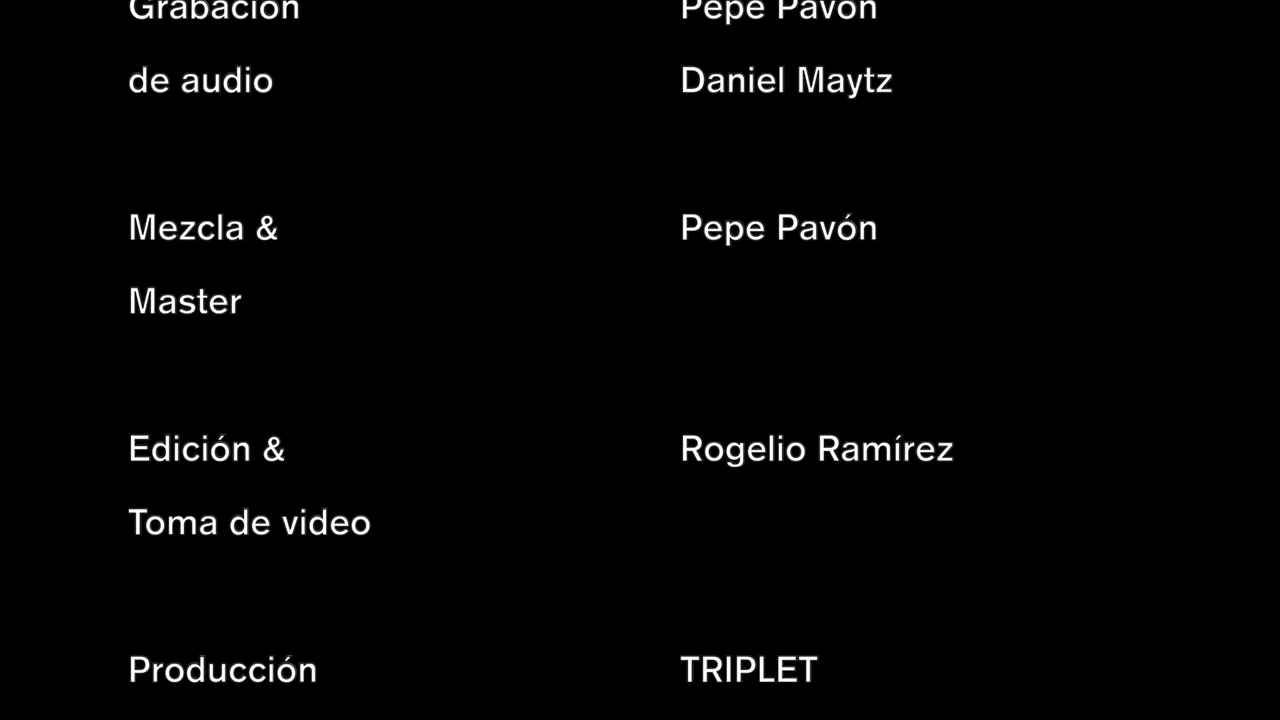 Grabación
Pepe Pavón
de audio
Daniel Maytz
Mezcla &
Pepe Pavón
Master
Edición &
Rogelio Ramírez
Toma de video
Producción
TRIPLET